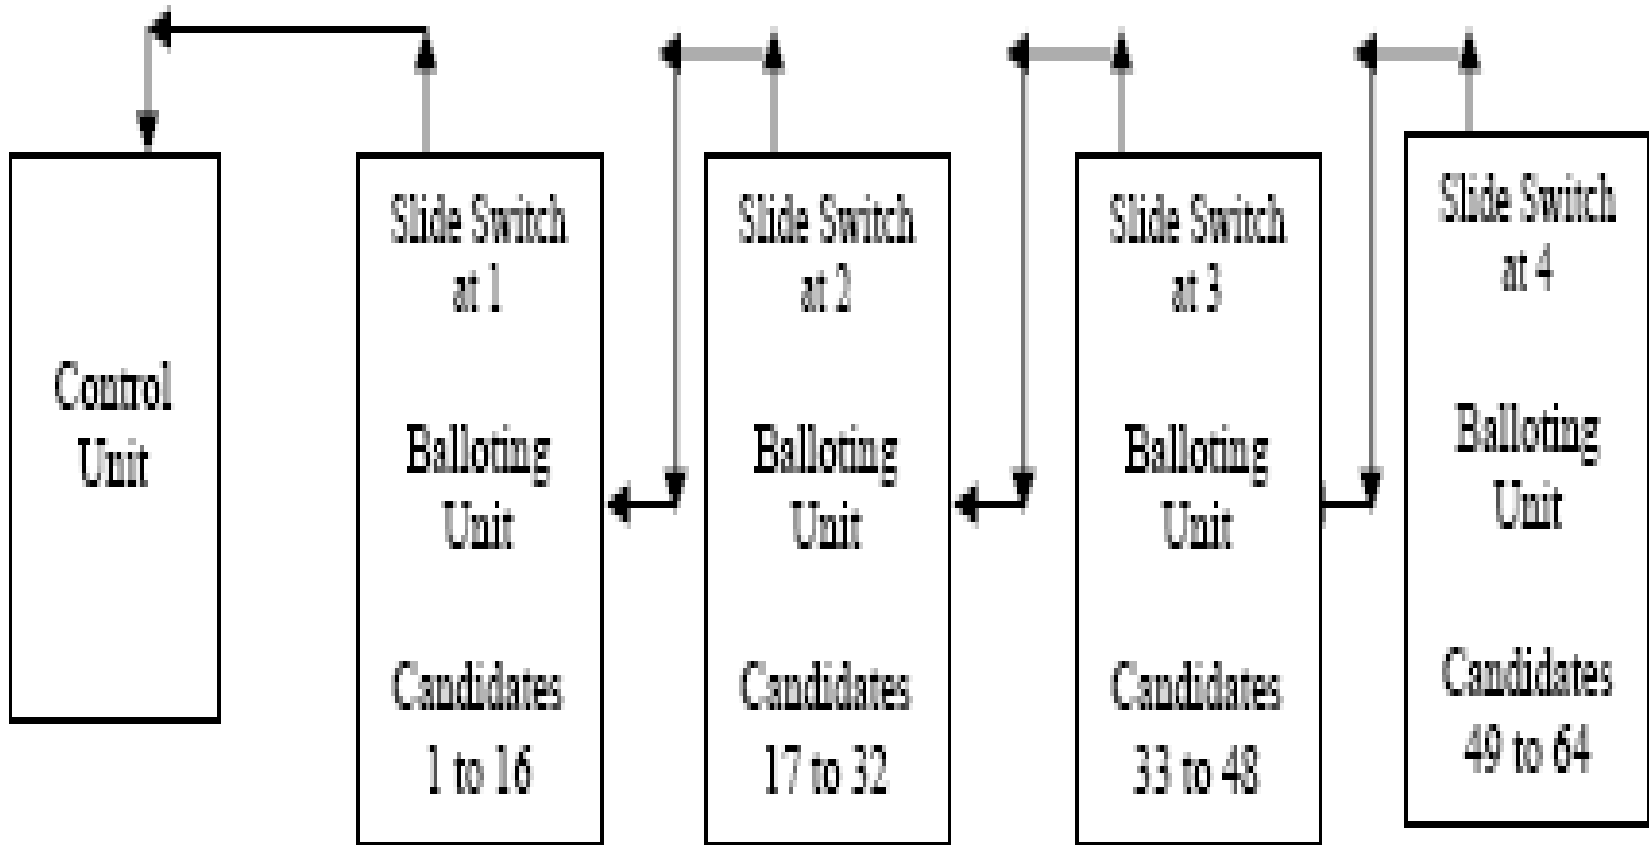 Control
Unit
Slide Switch
at 1
Balloting
Unit
Candidates
1 to 16
Slide Switch
at 2
Balloting
Unit
Candidates
17 to 32
Slide Switch
at 3
Balloting
Unit
Candidates
33 to 48
Slide Switch
at 4
Balloting
Unit
Candidates
49 to 64